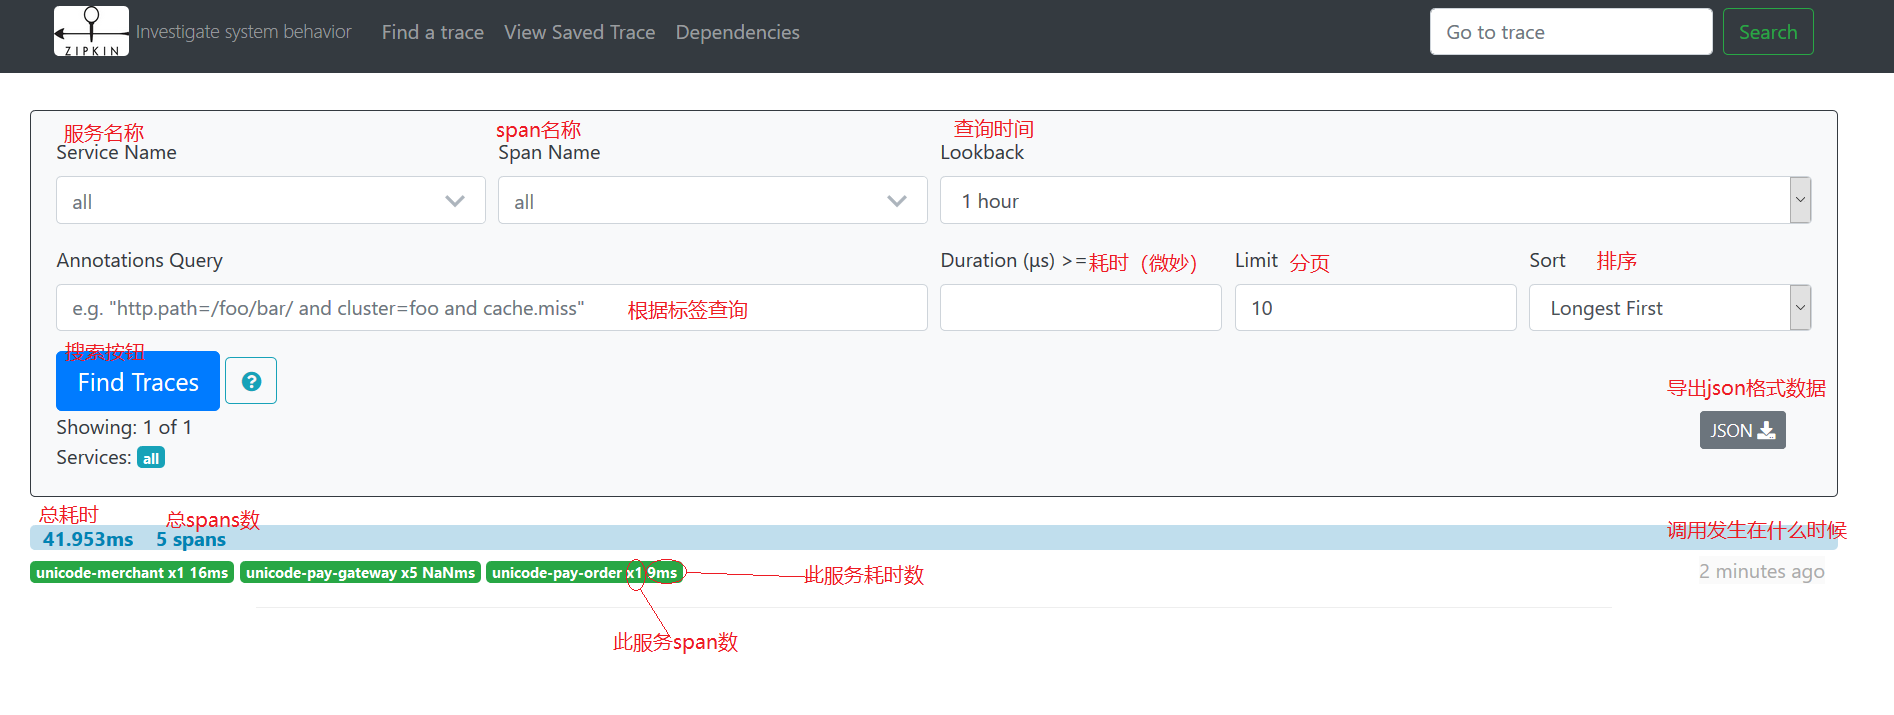 ZIPKIN Investigate system behavior Find a trace View Saved Trace Dependencies Go to trace Search
服务名称 span名称 查询时间
Service Name Span Name Lookback
all all 1 hour
Annotations Query Duration (μs) >= 耗时（微妙） Limit 分页 Sort 排序
e.g. "http.path=/foo/bar/ and cluster=foo and cache.miss" 根据标签查询 10 Longest First
搜索按钮
Find Traces ?
导出json格式数据
Showing: 1 of 1 JSON
Services: all
总耗时 总spans数 调用发生在什么时候
41.953ms 5 spans
unicode-merchant x1 16ms unicode-pay-gateway x5 NaNms unicode-pay-order x1 9ms 此服务耗时数 2 minutes ago
此服务span数